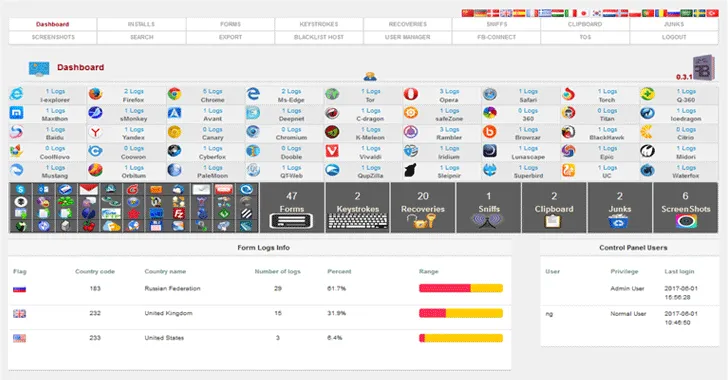 Dashboard INSTALLS FORMS KEYSTROKES RECOVERIES SNIFFS CLIPBOARD JUNKS
SCREENSHOTS SEARCH EXPORT BLACKLIST HOST USER MANAGER FB-CONNECT TOS LOGOUT
Dashboard
0.3.1
1 Logs 2 Logs 5 Logs 2 Logs 1 Logs 3 Logs 1 Logs 1 Logs 1 Logs
I-explorer Firefox Chrome Ms-Edge Tor Opera Safari Torch Q-360
1 Logs 1 Logs 1 Logs 1 Logs 1 Logs 2 Logs 5 Logs 0 Logs 1 Logs
Maxthun sMonkey Avant Deepnet C-dragon safeZone 360 Titan Icedragon
1 Logs 1 Logs 0 Logs 0 Logs 1 Logs 3 Logs 1 Logs 1 Logs 0 Logs
Baidu Yandex Canary Chromium K-Meleon Rambler Browzar BlackHawk Citrio
0 Logs 0 Logs 1 Logs 0 Logs 1 Logs 1 Logs 1 Logs 1 Logs 1 Logs
Coolflovo Coowon Cyberfox Dooble Vivaldi Iridium Lunascape Epic Midori
1 Logs 1 Logs 1 Logs 1 Logs 1 Logs 1 Logs 1 Logs 1 Logs 1 Logs
Mustang Orbitum PaleMoon QTWeb QupZilla Sleipnir Superbird UC Waterfox
47 2 20 1 2 2 6
Forms Keystrokes Recoveries Sniffs Clipboard Junks ScreenShots
Form Logs Info
Flag Country code Country name Number of logs Percent Range
183 Russian Federation 29 61.7%
232 United Kingdom 15 31.9%
233 United States 3 6.4%
Control Panel Users
User Privilege Last login
Admin User 2017-06-01
16:56:28
ng Normal User 2017-06-01
10:46:50